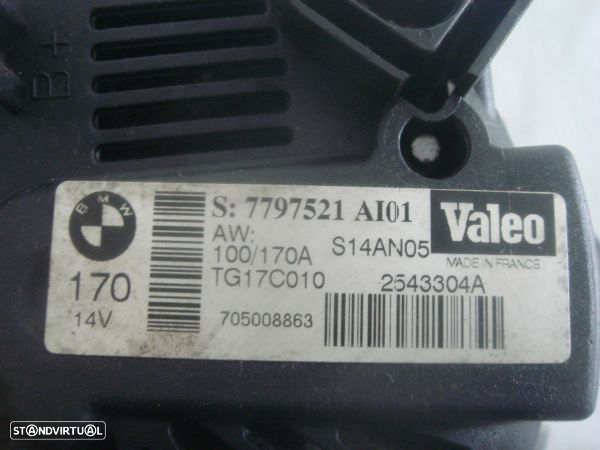 B+
BMW
S: 7797521 AI01
AW:
100/170A
S14AN05
Valeo
MADE IN FRANCE
170
TG17C010
2543304A
14V
705008863
STANDVIRTUAL